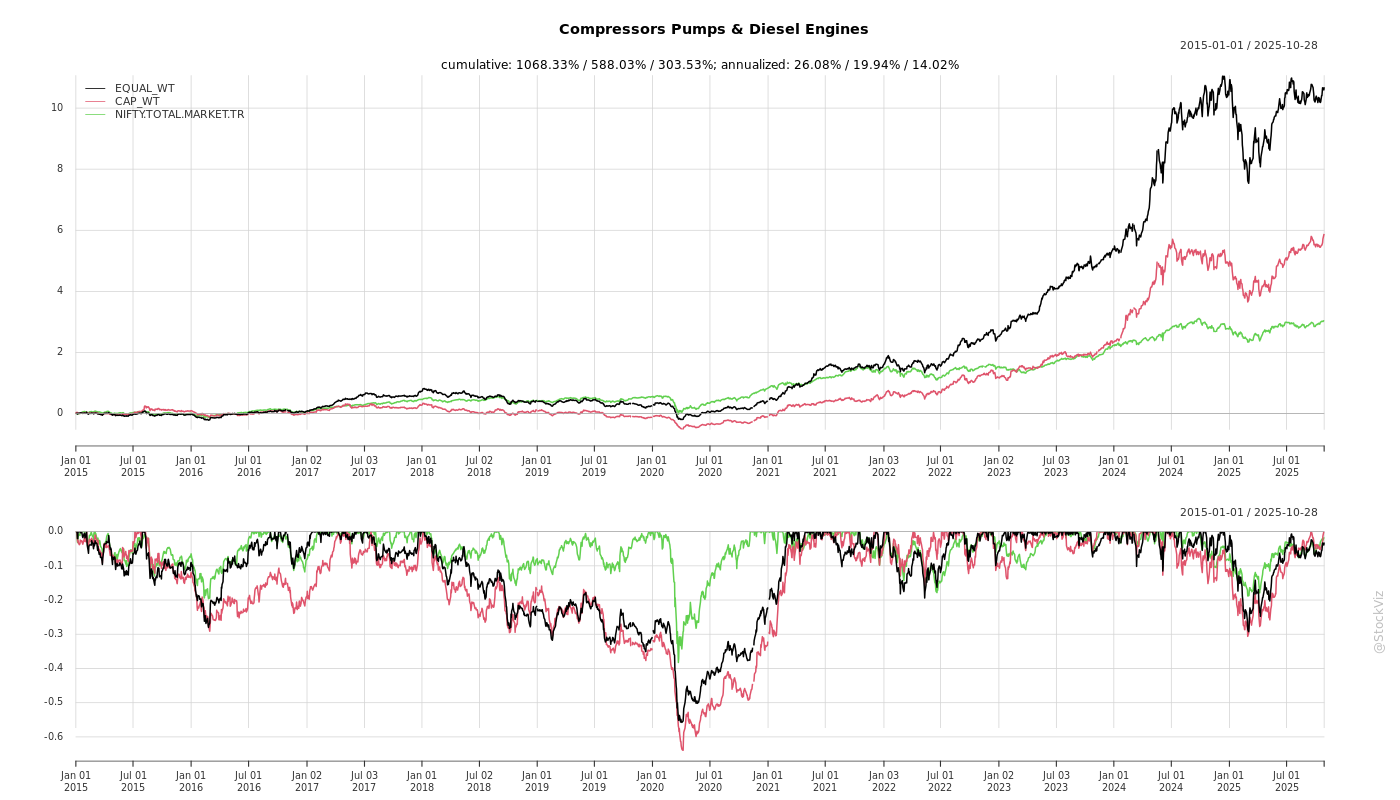 Compressors Pumps & Diesel Engines
2015-01-01 / 2025-10-28
cumulative: 1068.33% / 588.03% / 303.53%; annualized: 26.08% / 19.94% / 14.02%
EQUAL_WT
CAP_WT
NIFTY.TOTAL.MARKET.TR
10
8
6
4
2
0
Jan 01 Jul 01 Jan 01 Jul 01 Jan 02 Jul 03 Jan 01 Jul 02 Jan 01 Jul 01 Jan 01 Jul 01 Jan 01 Jul 01 Jan 03 Jul 01 Jan 02 Jul 03 Jan 01 Jul 01 Jan 01 Jul 01
2015 2015 2016 2016 2017 2017 2018 2018 2019 2019 2020 2020 2021 2021 2022 2022 2023 2023 2024 2024 2025 2025
2015-01-01 / 2025-10-28
0.0
-0.1
-0.2
-0.3
-0.4
-0.5
-0.6
Jan 01 Jul 01 Jan 01 Jul 01 Jan 02 Jul 03 Jan 01 Jul 02 Jan 01 Jul 01 Jan 01 Jul 01 Jan 01 Jul 01 Jan 03 Jul 01 Jan 02 Jul 03 Jan 01 Jul 01 Jan 01 Jul 01
2015 2015 2016 2016 2017 2017 2018 2018 2019 2019 2020 2020 2021 2021 2022 2022 2023 2023 2024 2024 2025 2025
@StockViz